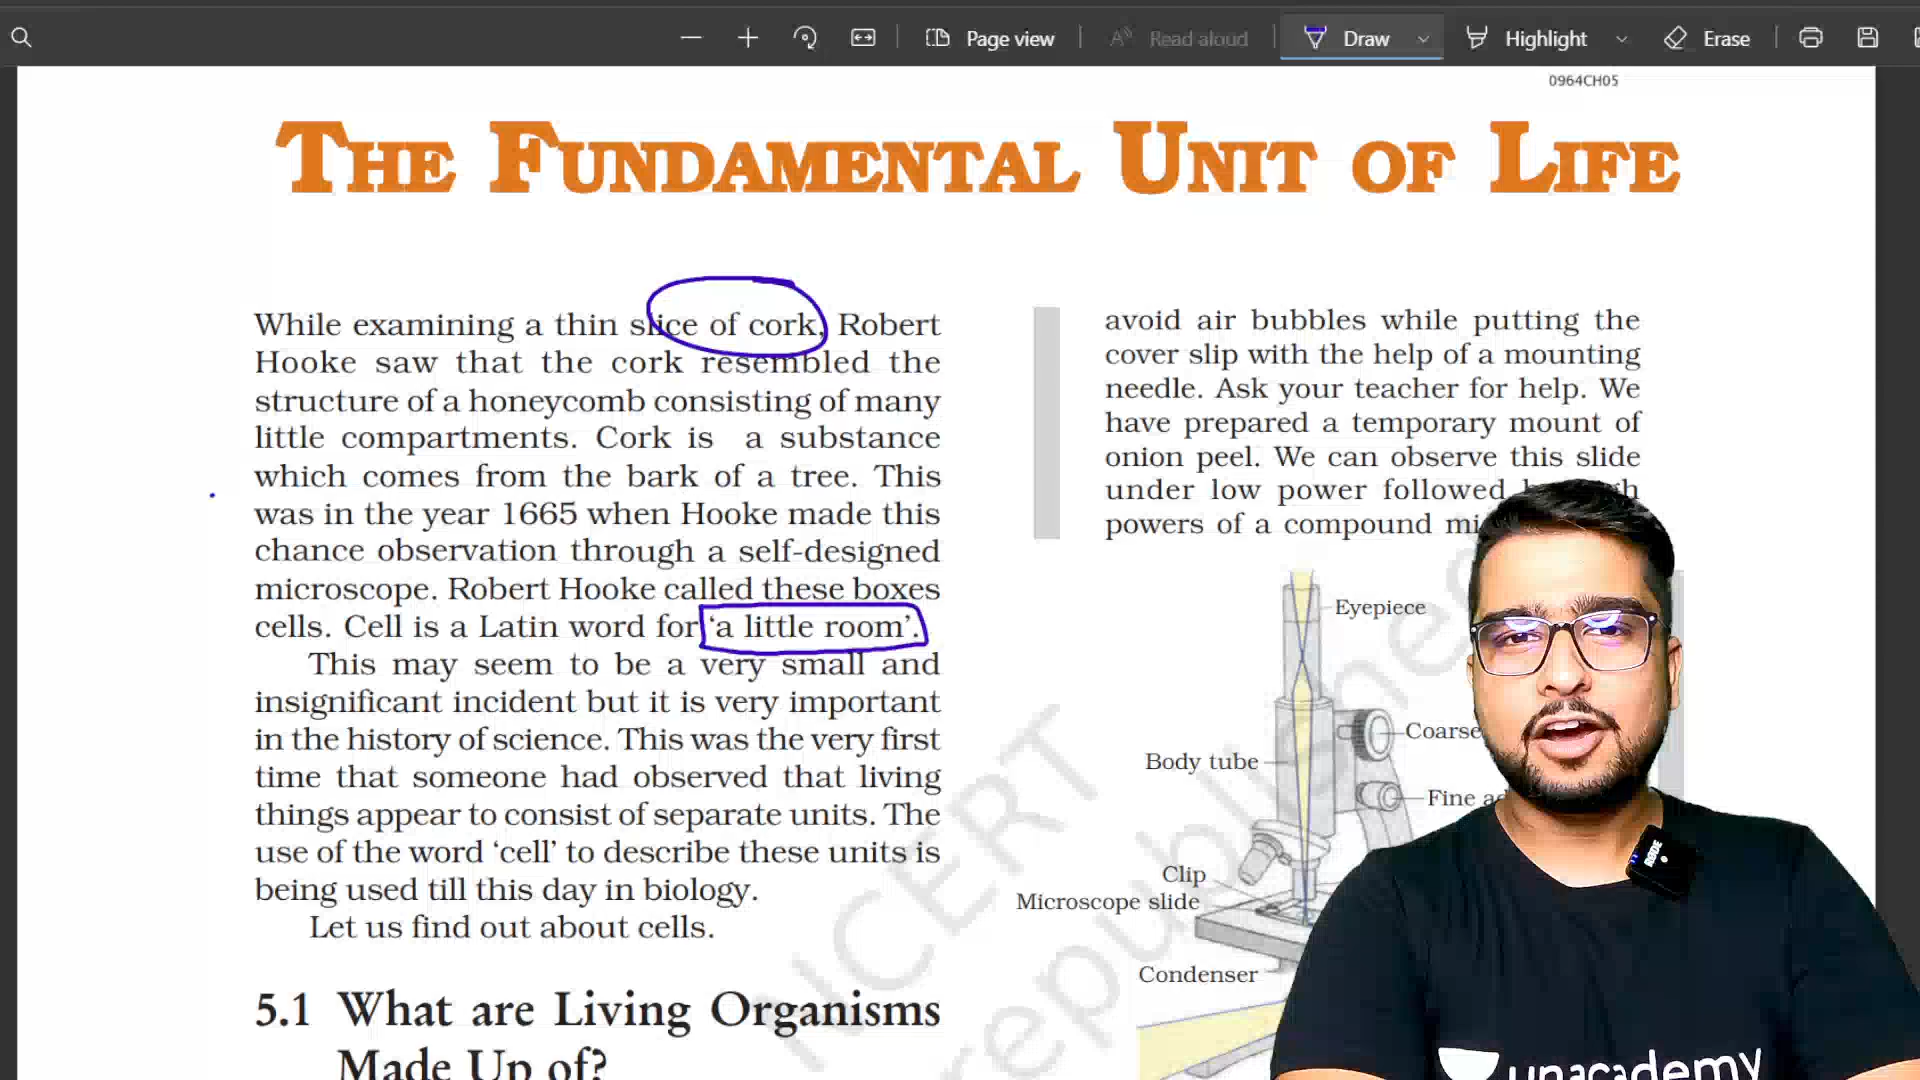 Page view
Read aloud
Draw
Highlight
Erase
0964CH05
THE FUNDAMENTAL UNIT OF LIFE
While examining a thin slice of cork, Robert
Hooke saw that the cork resembled the
structure of a honeycomb consisting of many
little compartments. Cork is a substance
which comes from the bark of a tree. This
was in the year 1665 when Hooke made this
chance observation through a self-designed
microscope. Robert Hooke called these boxes
cells. Cell is a Latin word for ‘a little room’.
This may seem to be a very small and
insignificant incident but it is very important
in the history of science. This was the very first
time that someone had observed that living
things appear to consist of separate units. The
use of the word ‘cell’ to describe these units is
being used till this day in biology.
Let us find out about cells.
5.1 What are Living Organisms
Made Up of?
avoid air bubbles while putting the
cover slip with the help of a mounting
needle. Ask your teacher for help. We
have prepared a temporary mount of
onion peel. We can observe this slide
under low power followed
powers of a compound
Eyepiece
Coarse
Body tube
Fine
Clip
Microscope slide
Condenser
NCERT
republished
RODE
unacademy